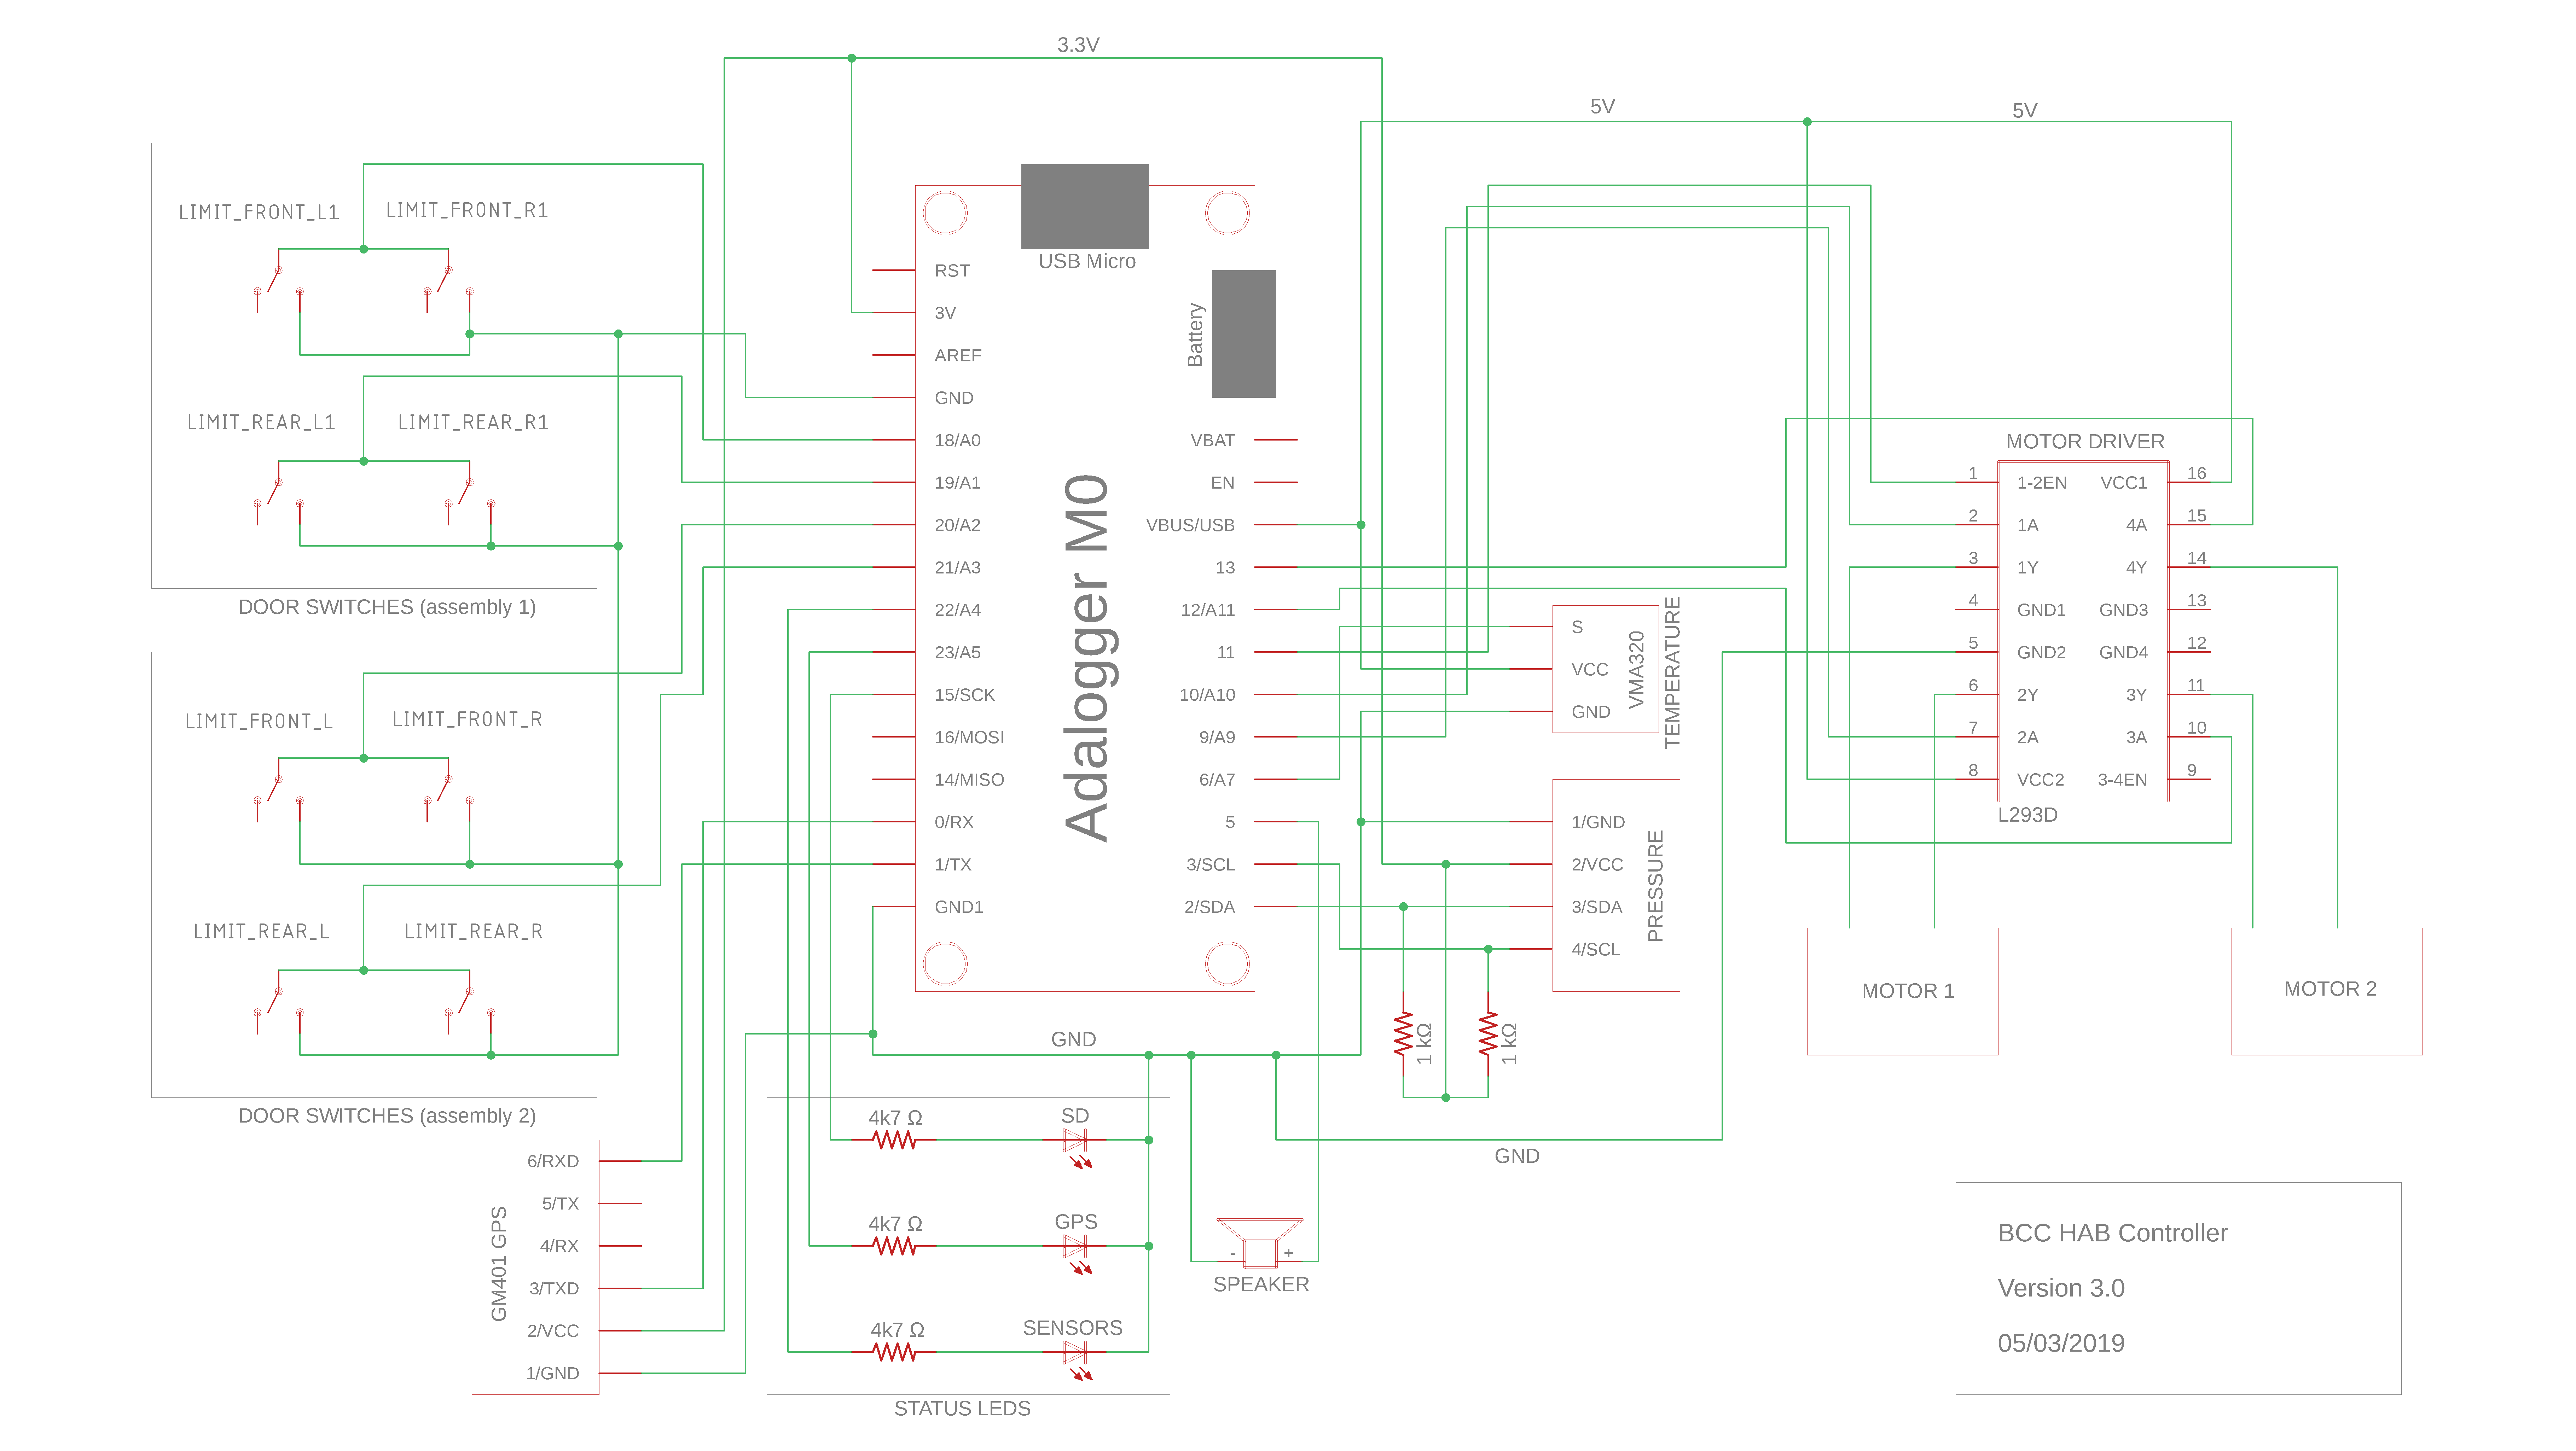 3.3V
5V
5V
LIMIT_FRONT_L1
LIMIT_FRONT_R1
LIMIT_REAR_L1
LIMIT_REAR_R1
DOOR SWITCHES (assembly 1)
LIMIT_FRONT_L
LIMIT_FRONT_R
LIMIT_REAR_L
LIMIT_REAR_R
DOOR SWITCHES (assembly 2)
GM401 GPS
6/RXD
5/TX
4/RX
3/TXD
2/VCC
1/GND
USB Micro
Battery
Adalogger M0
RST
3V
AREF
GND
18/A0
19/A1
20/A2
21/A3
22/A4
23/A5
15/SCK
16/MOSI
14/MISO
0/RX
1/TX
GND1
VBAT
EN
VBUS/USB
13
12/A11
11
10/A10
9/A9
6/A7
5
3/SCL
2/SDA
GND
4k7 Ω
SD
4k7 Ω
GPS
4k7 Ω
SENSORS
STATUS LEDS
-
+
SPEAKER
S
VCC
GND
VMA320
TEMPERATURE
1/GND
2/VCC
3/SDA
4/SCL
PRESSURE
1 kΩ
1 kΩ
GND
MOTOR DRIVER
1
2
3
4
5
6
7
8
1-2EN
1A
1Y
GND1
GND2
2Y
2A
VCC2
VCC1
4A
4Y
GND3
GND4
3Y
3A
3-4EN
16
15
14
13
12
11
10
9
L293D
MOTOR 1
MOTOR 2
BCC HAB Controller
Version 3.0
05/03/2019